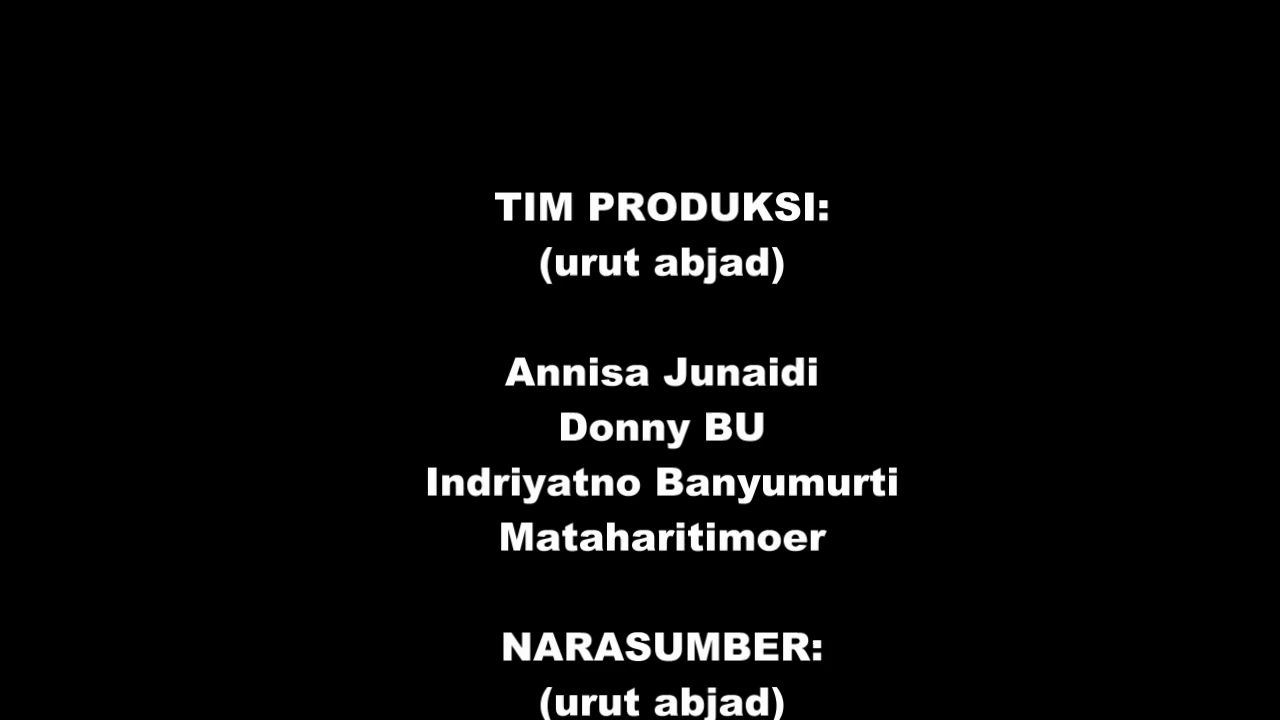 TIM PRODUKSI:
(urut abjad)
Annisa Junaidi
Donny BU
Indriyatno Banyumurti
Mataharitimoer
NARASUMBER:
(urut abjad)